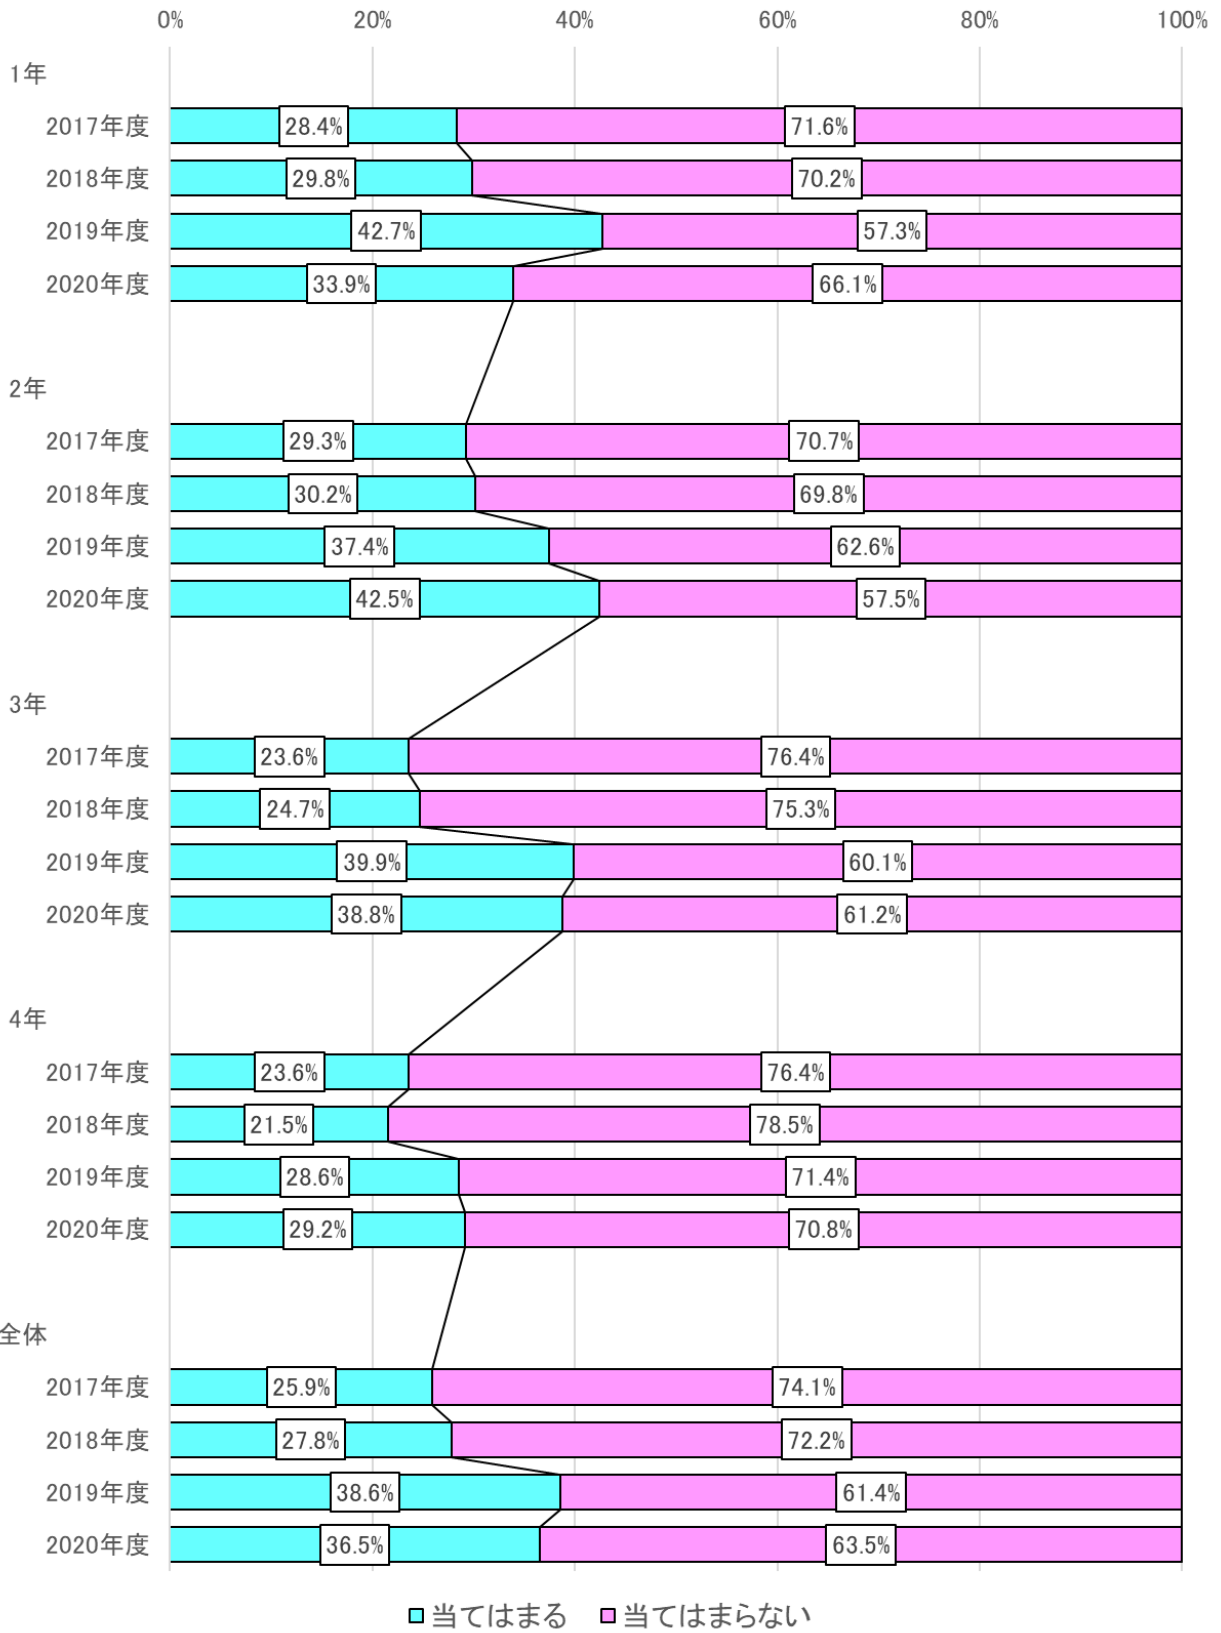 0% 20% 40% 60% 80% 100%
1年
2017年度 28.4% 71.6%
2018年度 29.8% 70.2%
2019年度 42.7% 57.3%
2020年度 33.9% 66.1%
2年
2017年度 29.3% 70.7%
2018年度 30.2% 69.8%
2019年度 37.4% 62.6%
2020年度 42.5% 57.5%
3年
2017年度 23.6% 76.4%
2018年度 24.7% 75.3%
2019年度 39.9% 60.1%
2020年度 38.8% 61.2%
4年
2017年度 23.6% 76.4%
2018年度 21.5% 78.5%
2019年度 28.6% 71.4%
2020年度 29.2% 70.8%
全体
2017年度 25.9% 74.1%
2018年度 27.8% 72.2%
2019年度 38.6% 61.4%
2020年度 36.5% 63.5%
当てはまる 当てはまらない